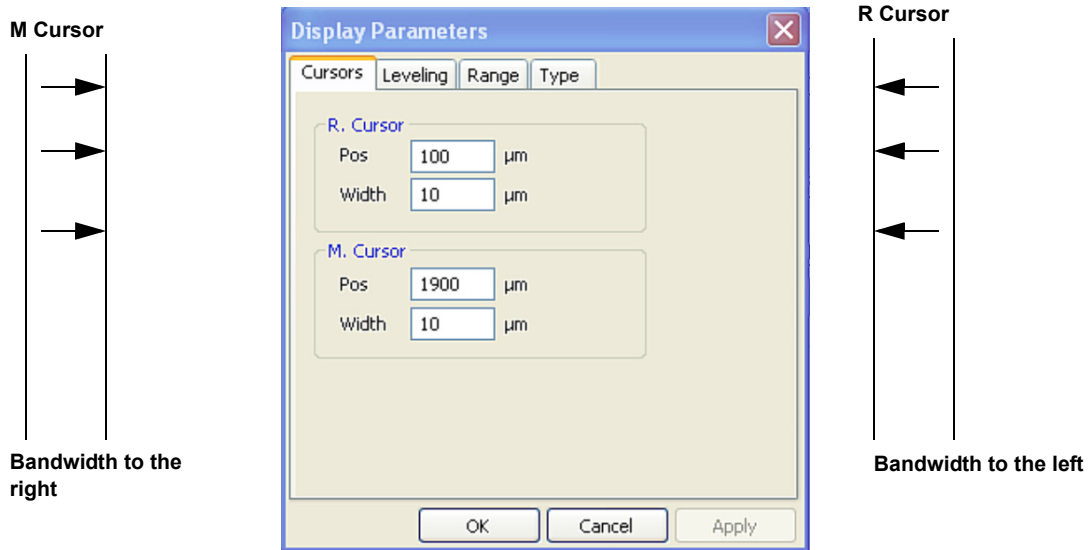 M Cursor
Bandwidth to the
right
Display Parameters
Cursors Leveling Range Type
R. Cursor
Pos 100 µm
Width 10 µm
M. Cursor
Pos 1900 µm
Width 10 µm
OK Cancel Apply
R Cursor
Bandwidth to the left